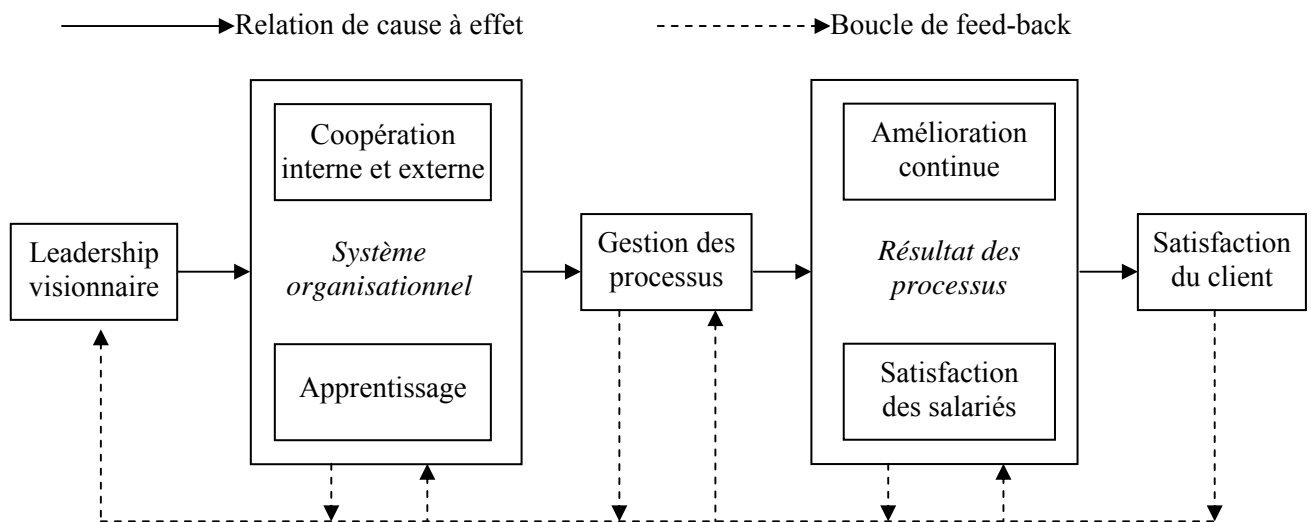 Relation de cause à effet
Boucle de feed-back
Leadership
visionnaire
Coopération
interne et externe
Système
organisationnel
Apprentissage
Gestion des
processus
Amélioration
continue
Résultat des
processus
Satisfaction
des salariés
Satisfaction
du client